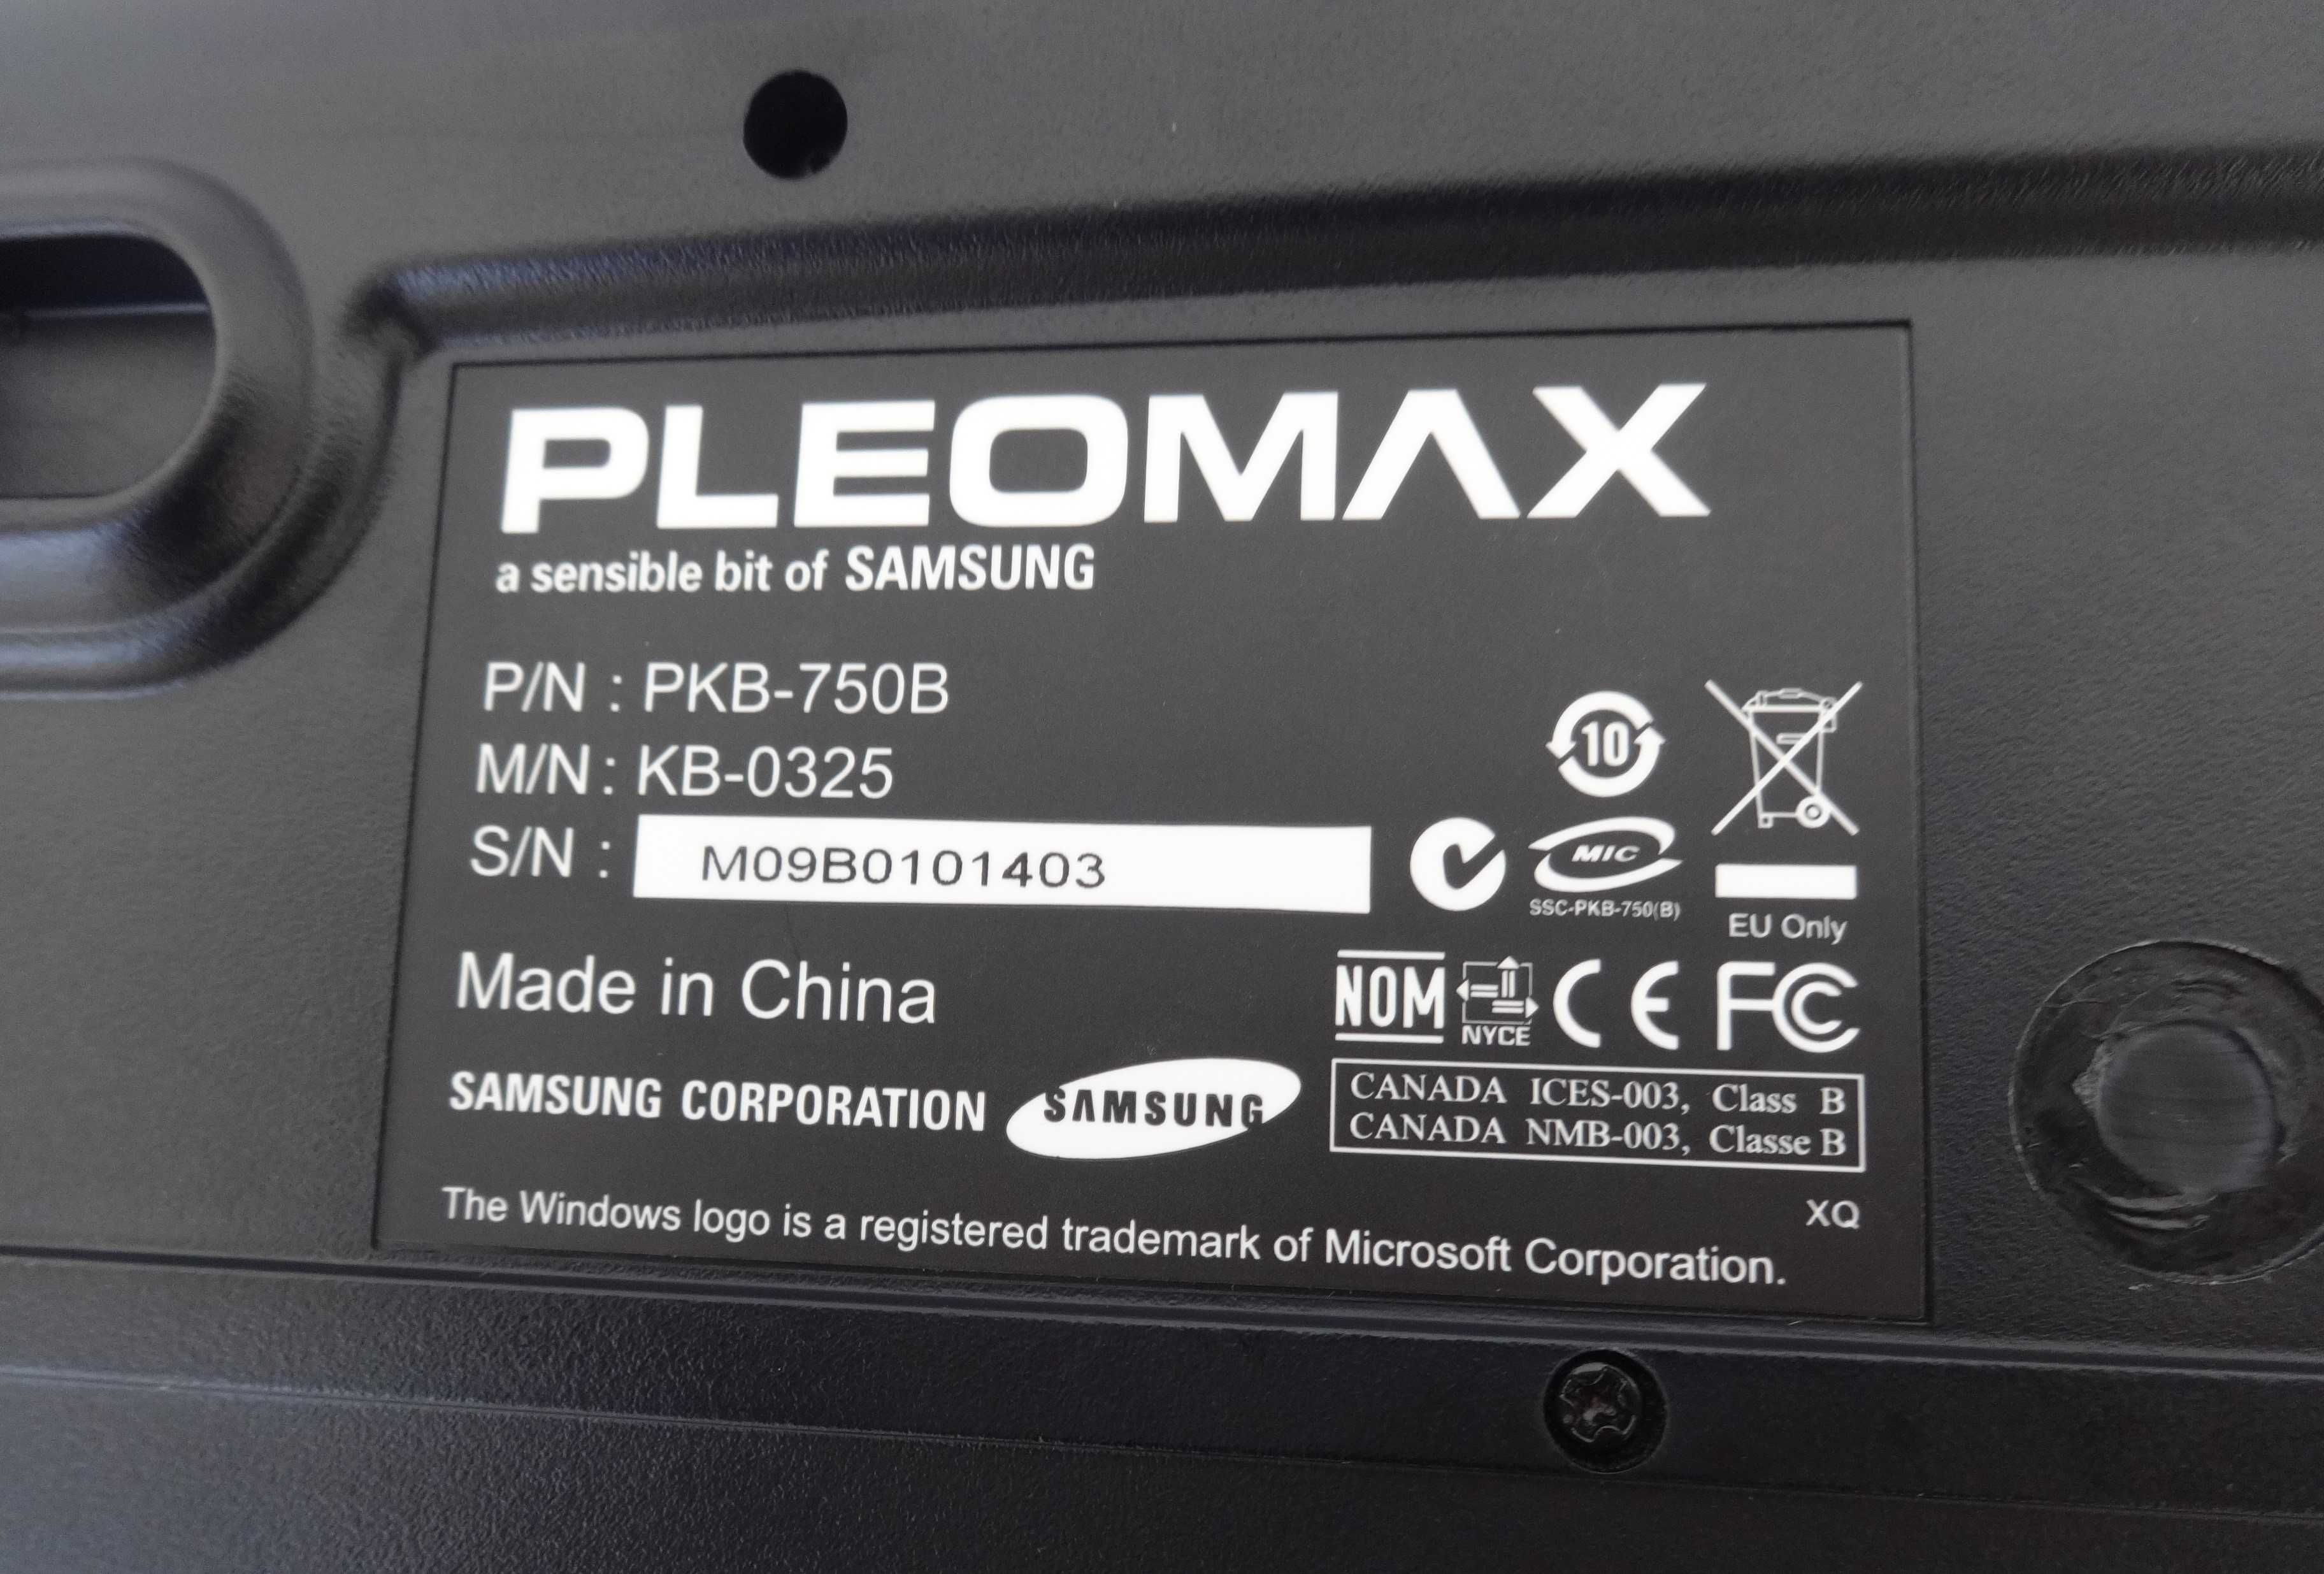 PLEOMAX
a sensible bit of SAMSUNG
P/N : PKB-750B
M/N : KB-0325
S/N : M09B0101403
10
MIC
SSC-PKB-750(B)
EU Only
Made in China
NOM NYCE CE FC
SAMSUNG CORPORATION SAMSUNG
CANADA ICES-003, Class B
CANADA NMB-003, Classe B
XQ
The Windows logo is a registered trademark of Microsoft Corporation.